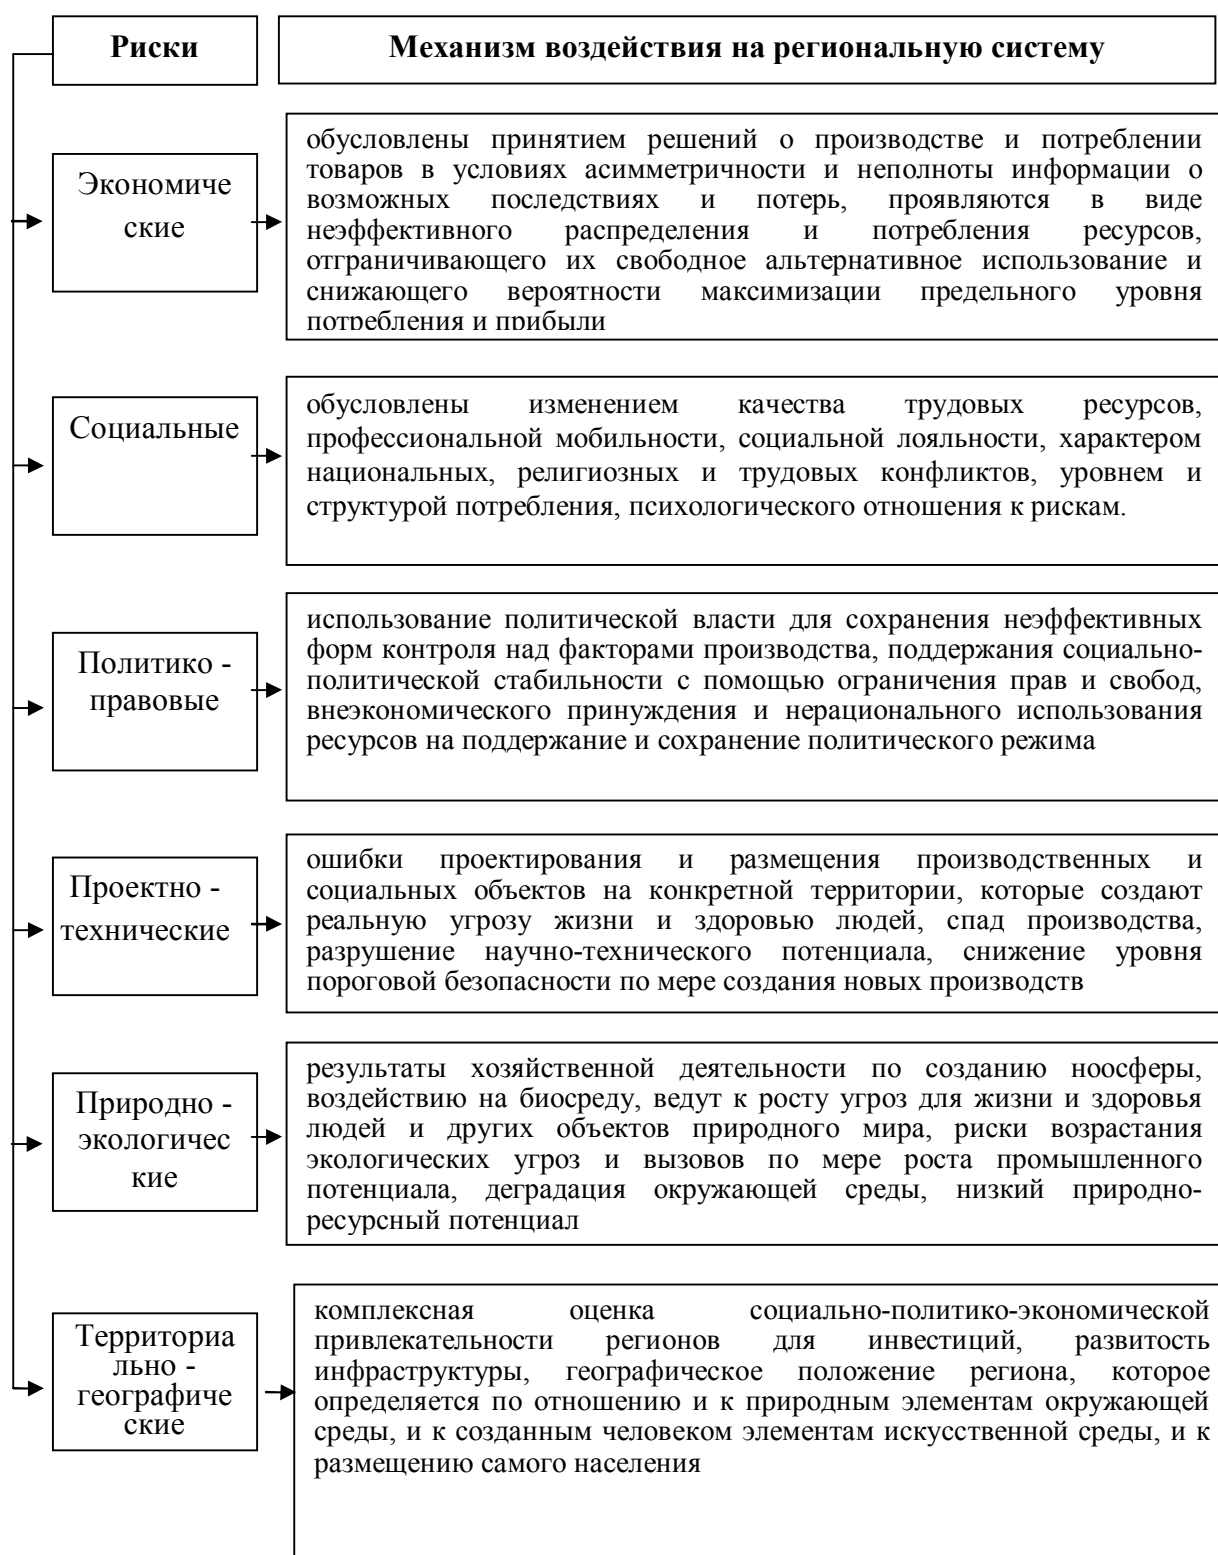 Риски
Механизм воздействия на региональную систему
Экономиче
ские
обусловлены принятием решений о производстве и потреблении
товаров в условиях асимметричности и неполноты информации о
возможных последствиях и потерь, проявляются в виде
неэффективного распределения и потребления ресурсов,
отграничивающего их свободное альтернативное использование и
снижающего вероятности максимизации предельного уровня
потребления и прибыли
Социальные
обусловлены изменением качества трудовых ресурсов,
профессиональной мобильности, социальной лояльности, характером
национальных, религиозных и трудовых конфликтов, уровнем и
структурой потребления, психологического отношения к рискам.
Политико -
правовые
использование политической власти для сохранения неэффективных
форм контроля над факторами производства, поддержания социально-
политической стабильности с помощью ограничения прав и свобод,
внеэкономического принуждения и нерационального использования
ресурсов на поддержание и сохранение политического режима
Проектно -
технические
ошибки проектирования и размещения производственных и
социальных объектов на конкретной территории, которые создают
реальную угрозу жизни и здоровью людей, спад производства,
разрушение научно-технического потенциала, снижение уровня
пороговой безопасности по мере создания новых производств
Природно -
экологичес
кие
результаты хозяйственной деятельности по созданию ноосферы,
воздействию на биосреду, ведут к росту угроз для жизни и здоровья
людей и других объектов природного мира, риски возрастания
экологических угроз и вызовов по мере роста промышленного
потенциала, деградация окружающей среды, низкий природно-
ресурсный потенциал
Территориа
льно -
географиче
ские
комплексная оценка социально-политико-экономической
привлекательности регионов для инвестиций, развитость
инфраструктуры, географическое положение региона, которое
определяется по отношению и к природным элементам окружающей
среды, и к созданным человеком элементам искусственной среды, и к
размещению самого населения